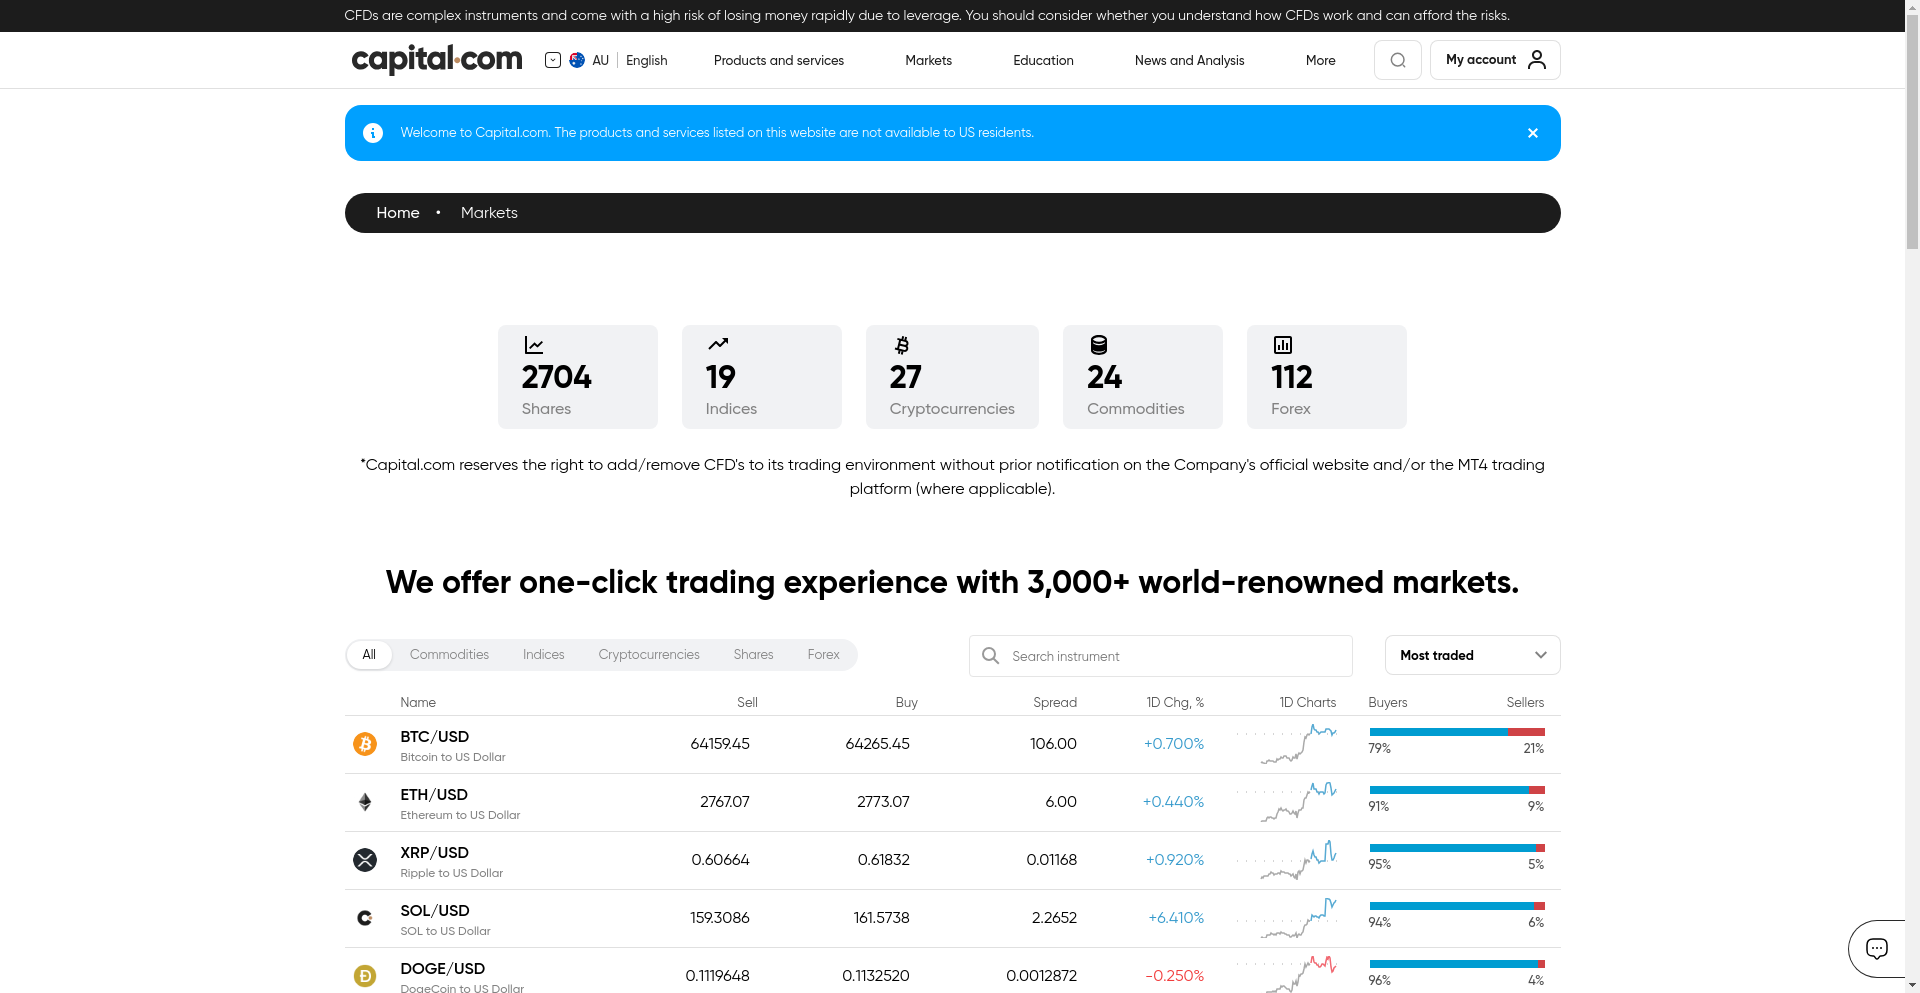 CFDs are complex instruments and come with a high risk of losing money rapidly due to leverage. You should consider whether you understand how CFDs work and can afford the risks.
capital.com
AU
English
Products and services
Markets
Education
News and Analysis
More
My account
Welcome to Capital.com. The products and services listed on this website are not available to US residents.
Home • Markets
2704
Shares
19
Indices
27
Cryptocurrencies
24
Commodities
112
Forex
*Capital.com reserves the right to add/remove CFD's to its trading environment without prior notification on the Company's official website and/or the MT4 trading
platform (where applicable).
We offer one-click trading experience with 3,000+ world-renowned markets.
All Commodities Indices Cryptocurrencies Shares Forex
Search instrument
Most traded
Name Sell Buy Spread 1D Chg, % 1D Charts Buyers Sellers
BTC/USD
Bitcoin to US Dollar
64159.45 64265.45 106.00 +0.700%
79% 21%
ETH/USD
Ethereum to US Dollar
2767.07 2773.07 6.00 +0.440%
91% 9%
XRP/USD
Ripple to US Dollar
0.60664 0.61832 0.01168 +0.920%
95% 5%
SOL/USD
SOL to US Dollar
159.3086 161.5738 2.2652 +6.410%
94% 6%
DOGE/USD
DogeCoin to US Dollar
0.1119648 0.1132520 0.0012872 -0.250%
96% 4%